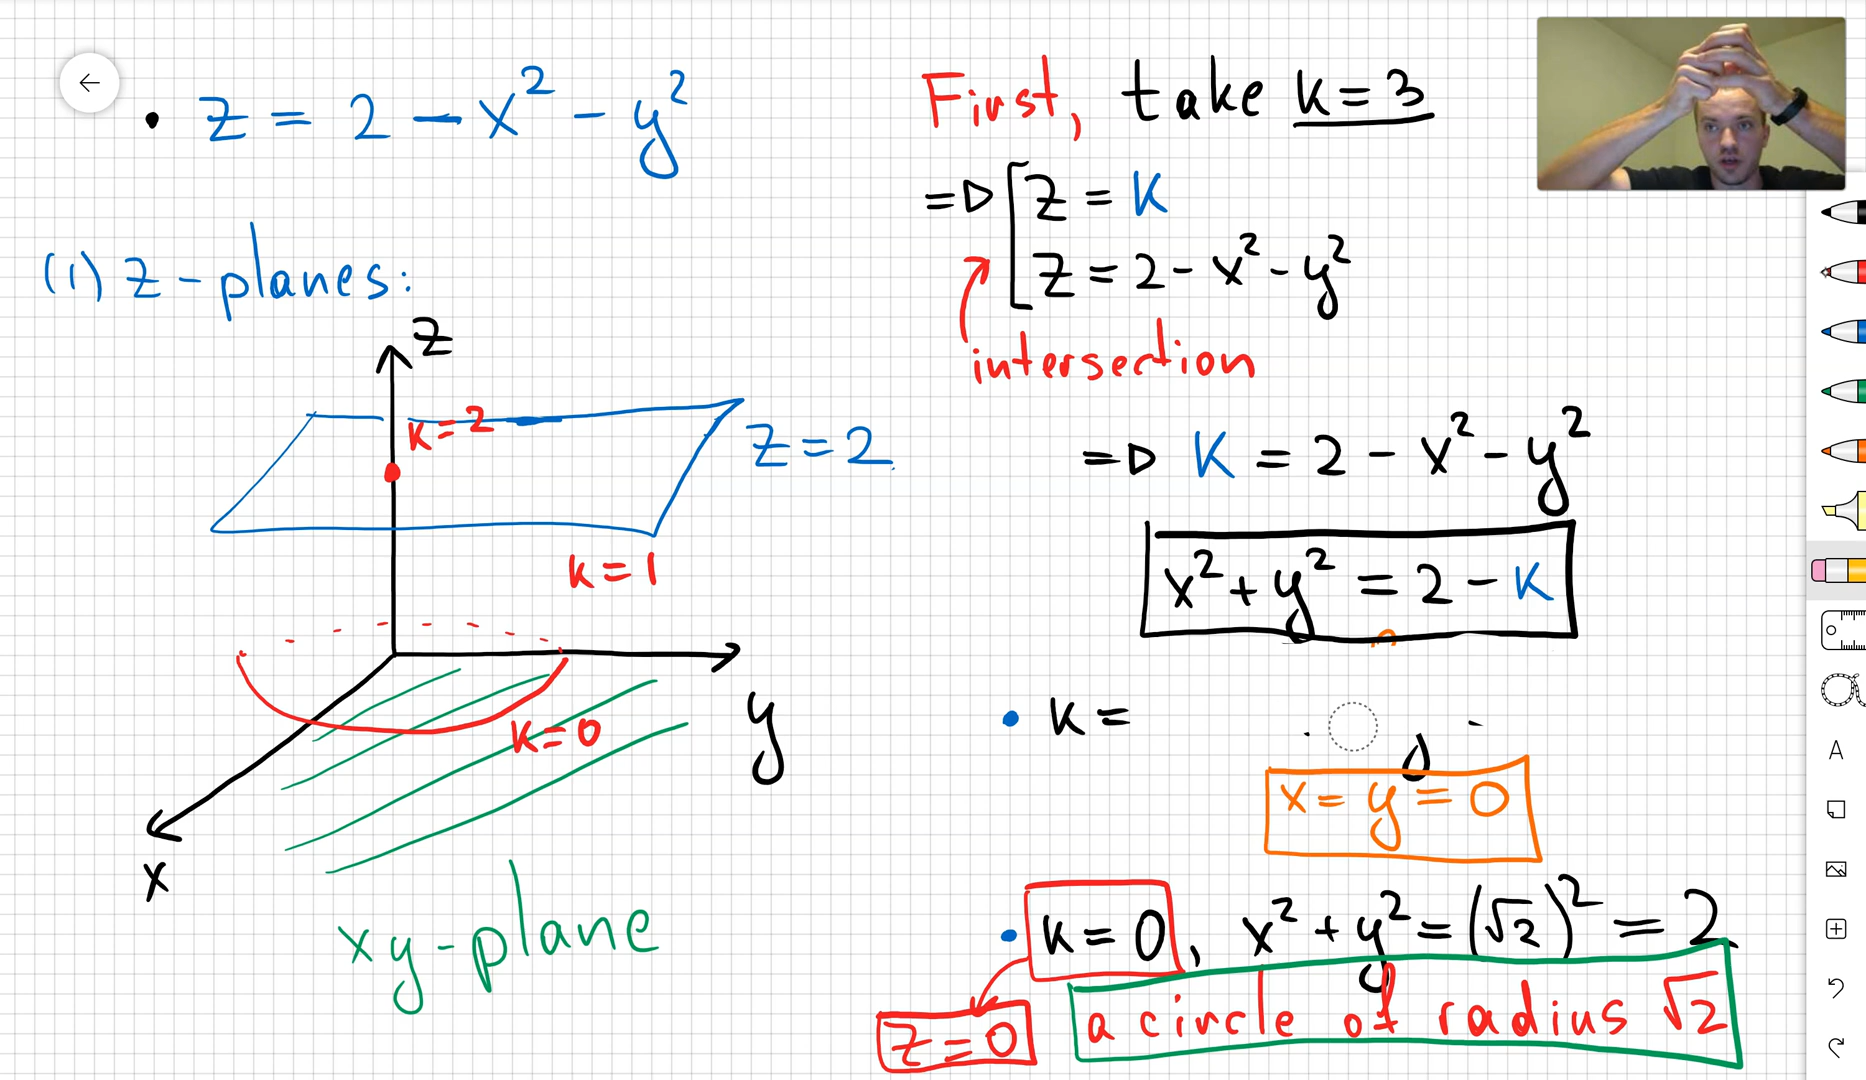 • z = 2 - x² - y²
(1) z-planes:
z
k=2
z=2
k=1
k=0
y
x
xy-plane
First, take k=3
=> [ z = k
z = 2 - x² - y²
intersection
=> k = 2 - x² - y²
x² + y² = 2 - k
• k =
x = y = 0
• k=0, x² + y² = (√2)² = 2
z=0
a circle of radius √2
A